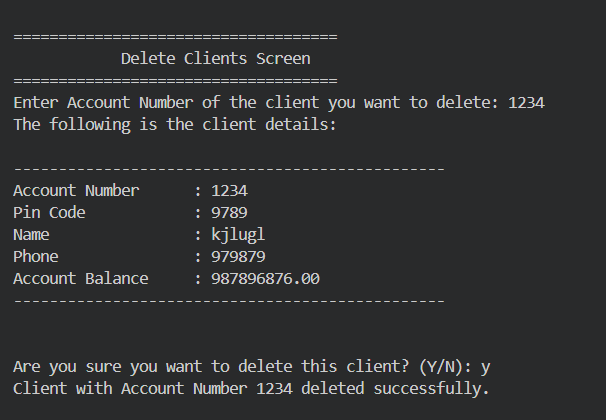 ====================================
Delete Clients Screen
====================================
Enter Account Number of the client you want to delete: 1234
The following is the client details:
------------------------------------------------
Account Number      : 1234
Pin Code            : 9789
Name                : kjlugl
Phone               : 979879
Account Balance     : 987896876.00
------------------------------------------------
Are you sure you want to delete this client? (Y/N): y
Client with Account Number 1234 deleted successfully.